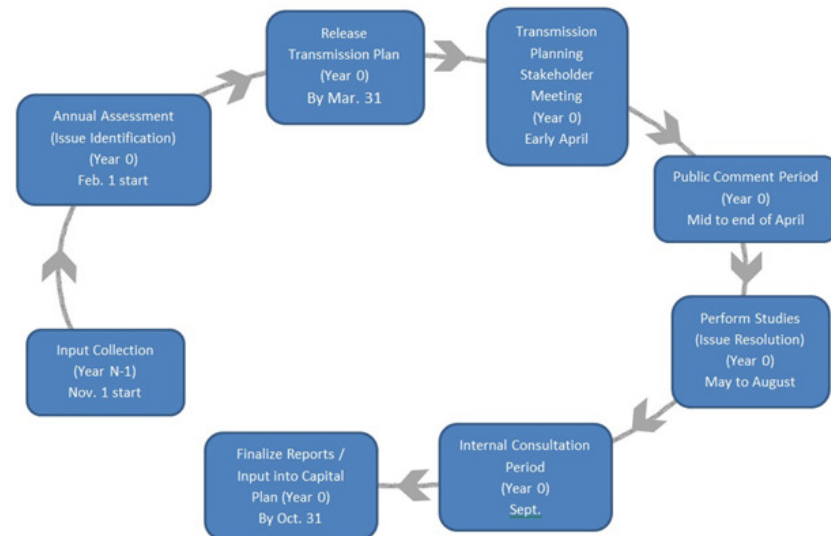 Release
Transmission Plan
(Year 0)
By Mar. 31
Transmission
Planning
Stakeholder
Meeting
(Year 0)
Early April
Annual Assessment
(Issue Identification)
(Year 0)
Feb. 1 start
Public Comment Period
(Year 0)
Mid to end of April
Input Collection
(Year N-1)
Nov. 1 start
Perform Studies
(Issue Resolution)
(Year 0)
May to August
Finalize Reports /
Input into Capital
Plan (Year 0)
By Oct. 31
Internal Consultation
Period
(Year 0)
Sept.